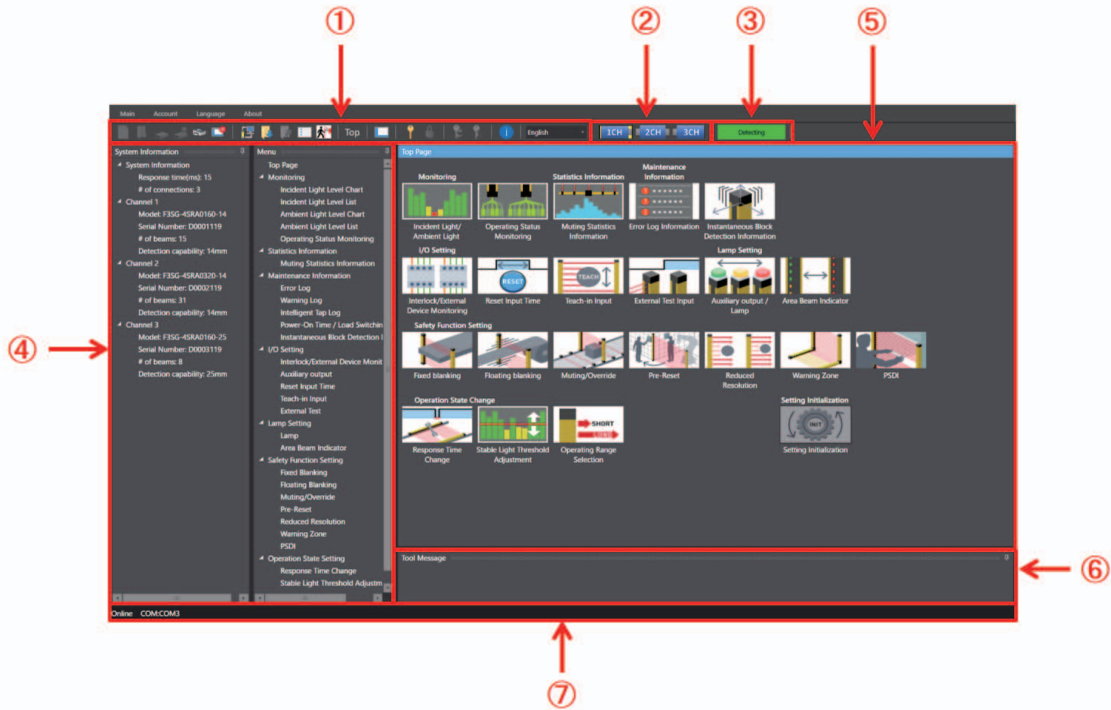 ①
②
③
⑤
Main Account Language About
Top
English
1CH 2CH 3CH
Detecting
System Information
System Information
Response time(ms): 15
# of connections: 3
Channel 1
Model: F3SG-4SRA0160-14
Serial Number: D0001119
# of beams: 15
Detection capability: 14mm
Channel 2
Model: F3SG-4SRA0320-14
Serial Number: D0002119
# of beams: 31
Detection capability: 14mm
Channel 3
Model: F3SG-4SRA0160-25
Serial Number: D0003119
# of beams: 8
Detection capability: 25mm
④
Menu
Top Page
Monitoring
Incident Light Level Chart
Incident Light Level List
Ambient Light Level Chart
Ambient Light Level List
Operating Status Monitoring
Statistics Information
Muting Statistics Information
Maintenance Information
Error Log
Warning Log
Intelligent Tap Log
Power-On Time / Load Switchin
Instantaneous Block Detection I
I/O Setting
Interlock/External Device Monit
Auxiliary output
Reset Input Time
Teach-in Input
External Test
Lamp Setting
Lamp
Area Beam Indicator
Safety Function Setting
Fixed Blanking
Floating Blanking
Muting/Override
Pre-Reset
Reduced Resolution
Warning Zone
PSDI
Operation State Setting
Response Time Change
Stable Light Threshold Adjustm
Top Page
Monitoring
Statistics Information
Maintenance
Information
Incident Light/
Ambient Light
Operating Status
Monitoring
Muting Statistics
Information
Error Log Information
Instantaneous Block
Detection Information
I/O Setting
Lamp Setting
RESET
TEACH
Interlock/External
Device Monitoring
Reset Input Time
Teach-in Input
External Test Input
Auxiliary output /
Lamp
Area Beam Indicator
Safety Function Setting
Fixed blanking
Floating blanking
Muting/Override
Pre-Reset
Reduced
Resolution
Warning Zone
PSDI
Operation State Change
Setting Initialization
SHORT
LONG
INIT
Response Time
Change
Stable Light Threshold
Adjustment
Operating Range
Selection
Setting Initialization
Tool Message
⑥
Online COM:COM3
⑦